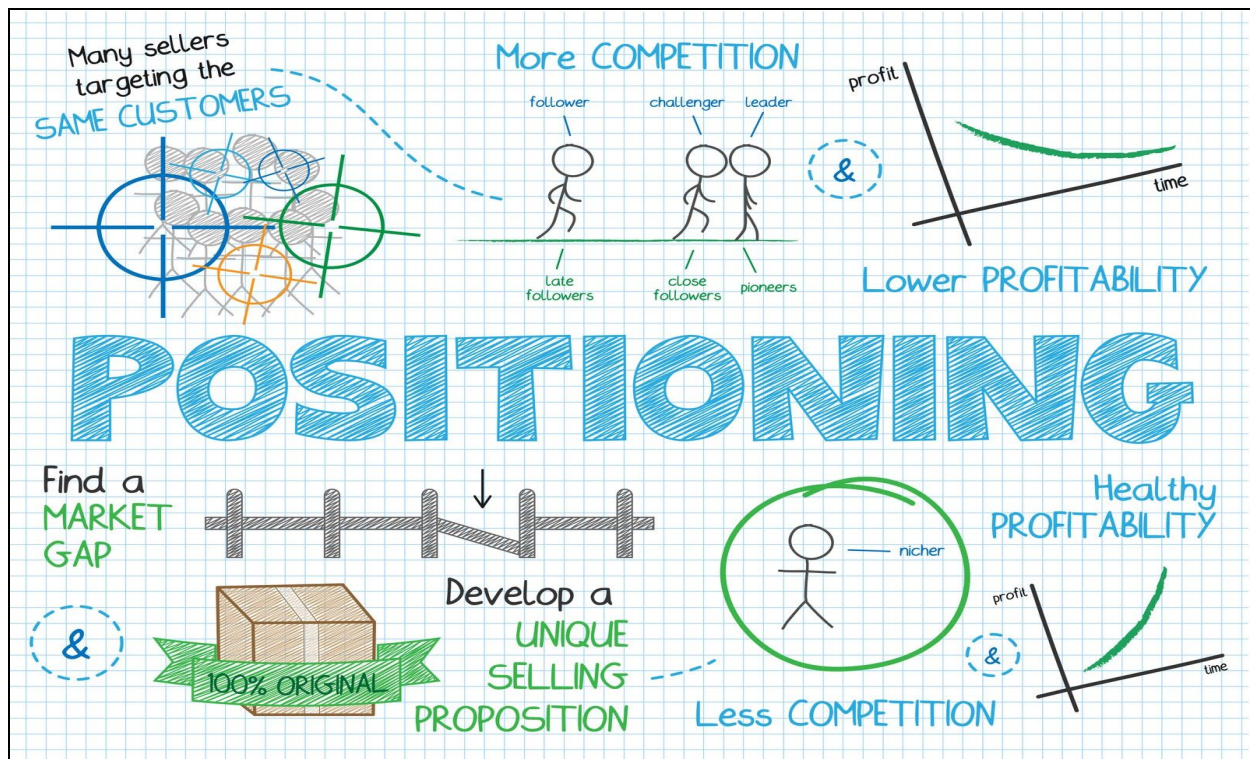 Many sellers
targeting the
SAME CUSTOMERS
More COMPETITION
follower
challenger
leader
late
followers
close
followers
pioneers
&
profit
time
Lower PROFITABILITY
POSITIONING
Find a
MARKET
GAP
&
100% ORIGINAL
Develop a
UNIQUE
SELLING
PROPOSITION
nicher
Less COMPETITION
&
Healthy
PROFITABILITY
profit
time